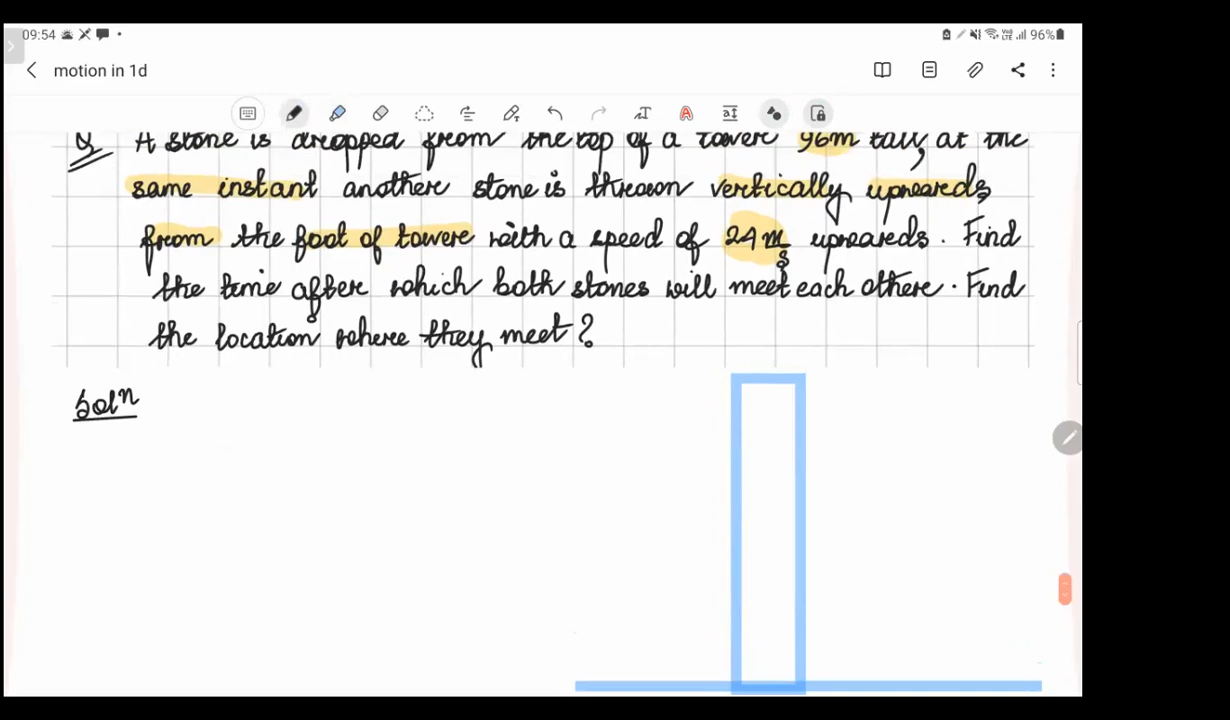 09:54
96%
motion in 1d
Q A stone is dropped from the top of a tower 96m tall, at the
same instant another stone is thrown vertically upwards
from the foot of tower with a speed of 24 m/s upwards. Find
the time after which both stones will meet each other. Find
the location where they meet?
Solⁿ